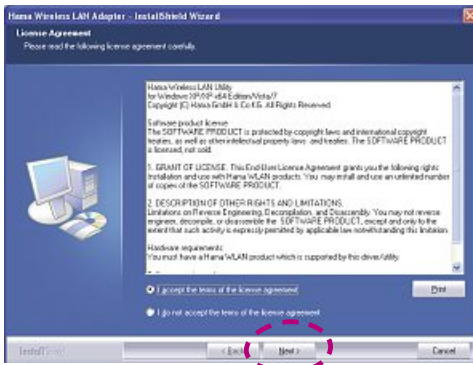 Hama Wireless LAN Adapter - InstallShield Wizard
License Agreement
Please read the following license agreement carefully.
Hama Wireless LAN Utility
for Windows XP/XP x64 Edition/Vista/7
Copyright (C) Hama GmbH & Co KG. All Rights Reserved.
Software product license
The SOFTWARE PRODUCT is protected by copyright laws and international copyright
treaties, as well as other intellectual property laws and treaties. The SOFTWARE PRODUCT
is licensed, not sold.
1. GRANT OF LICENSE. This End-User License Agreement grants you the following rights
Installation and use with Hama WLAN products. You may install and use an unlimited number
of copies of the SOFTWARE PRODUCT.
2. DESCRIPTION OF OTHER RIGHTS AND LIMITATIONS.
Limitations on Reverse Engineering, Decompilation, and Disassembly. You may not reverse
engineer, decompile, or disassemble the SOFTWARE PRODUCT, except and only to the
extent that such activity is expressly permitted by applicable law notwithstanding this limitation.
Hardware requirements
You must have a Hama WLAN product which is supported by this driver/utility.
I accept the terms of the license agreement
Print
I do not accept the terms of the license agreement
InstallShield
< Back
Next >
Cancel